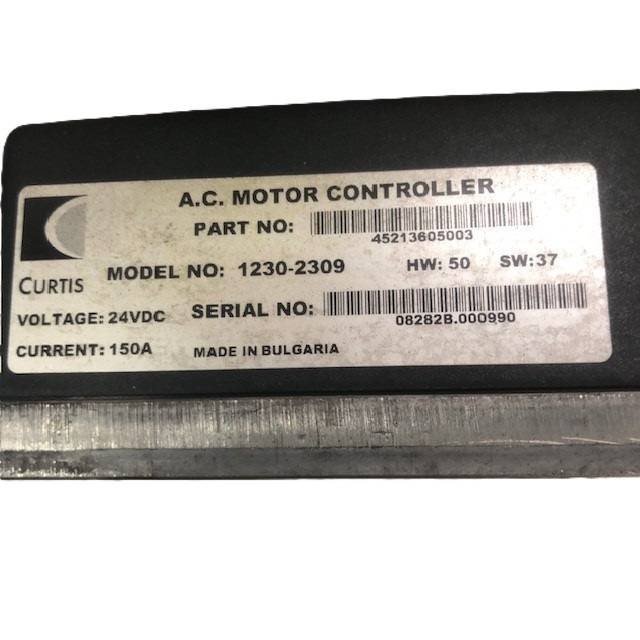 A.C. MOTOR CONTROLLER
PART NO:
45213605003
CURTIS
MODEL NO: 1230-2309 HW: 50 SW:37
VOLTAGE: 24VDC
SERIAL NO:
08282B.000990
CURRENT: 150A
MADE IN BULGARIA